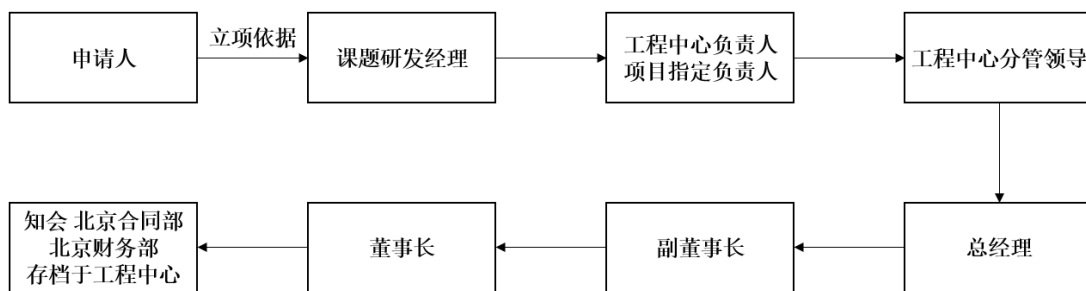 申请人
立项依据
课题研发经理
工程中心负责人
项目指定负责人
工程中心分管领导
总经理
副董事长
董事长
知会 北京合同部
北京财务部
存档于工程中心